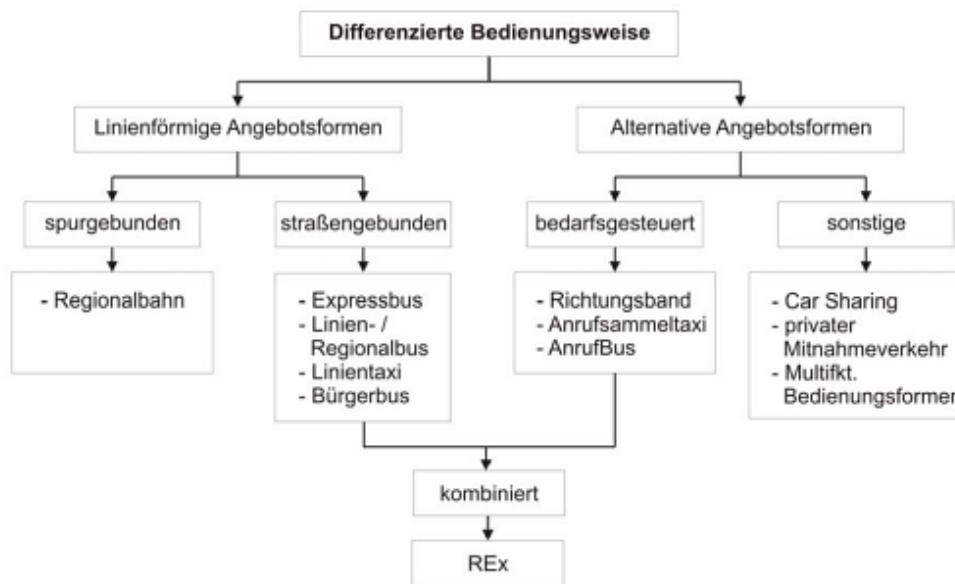 Differenzierte Bedienungsweise
Linienförmige Angebotsformen
Alternative Angebotsformen
spurgebunden
straßengebunden
bedarfsgesteuert
sonstige
- Regionalbahn
- Expressbus
- Linien- /
Regionalbus
- Linientaxi
- Bürgerbus
- Richtungsband
- Anrufsammeltaxi
- AnrufBus
- Car Sharing
- privater
Mitnahmeverkehr
- Multifkt.
Bedienungsformen
kombiniert
REx